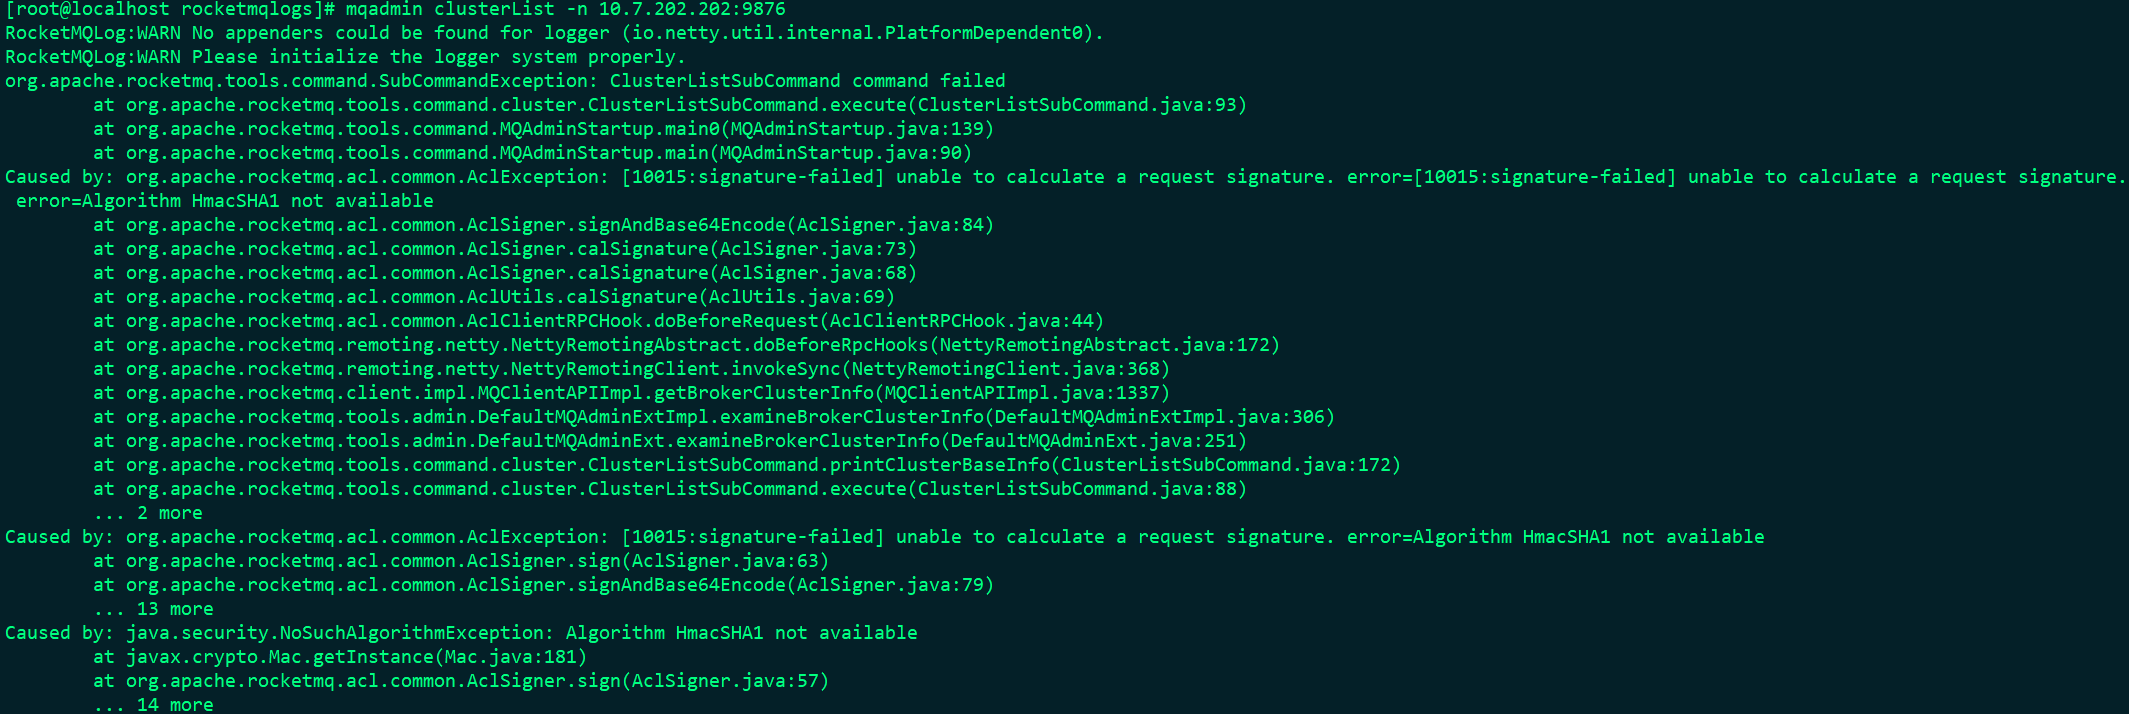 [root@localhost rocketmqlogs]# mqadmin clusterList -n 10.7.202.202:9876
RocketMQLog:WARN No appenders could be found for logger (io.netty.util.internal.PlatformDependent0).
RocketMQLog:WARN Please initialize the logger system properly.
org.apache.rocketmq.tools.command.SubCommandException: ClusterListSubCommand command failed
        at org.apache.rocketmq.tools.command.cluster.ClusterListSubCommand.execute(ClusterListSubCommand.java:93)
        at org.apache.rocketmq.tools.command.MQAdminStartup.main0(MQAdminStartup.java:139)
        at org.apache.rocketmq.tools.command.MQAdminStartup.main(MQAdminStartup.java:90)
Caused by: org.apache.rocketmq.acl.common.AclException: [10015:signature-failed] unable to calculate a request signature. error=[10015:signature-failed] unable to calculate a request signature.
 error=Algorithm HmacSHA1 not available
        at org.apache.rocketmq.acl.common.AclSigner.signAndBase64Encode(AclSigner.java:84)
        at org.apache.rocketmq.acl.common.AclSigner.calSignature(AclSigner.java:73)
        at org.apache.rocketmq.acl.common.AclSigner.calSignature(AclSigner.java:68)
        at org.apache.rocketmq.acl.common.AclUtils.calSignature(AclUtils.java:69)
        at org.apache.rocketmq.acl.common.AclClientRPCHook.doBeforeRequest(AclClientRPCHook.java:44)
        at org.apache.rocketmq.remoting.netty.NettyRemotingAbstract.doBeforeRpcHooks(NettyRemotingAbstract.java:172)
        at org.apache.rocketmq.remoting.netty.NettyRemotingClient.invokeSync(NettyRemotingClient.java:368)
        at org.apache.rocketmq.client.impl.MQClientAPIImpl.getBrokerClusterInfo(MQClientAPIImpl.java:1337)
        at org.apache.rocketmq.tools.admin.DefaultMQAdminExtImpl.examineBrokerClusterInfo(DefaultMQAdminExtImpl.java:306)
        at org.apache.rocketmq.tools.admin.DefaultMQAdminExt.examineBrokerClusterInfo(DefaultMQAdminExt.java:251)
        at org.apache.rocketmq.tools.command.cluster.ClusterListSubCommand.printClusterBaseInfo(ClusterListSubCommand.java:172)
        at org.apache.rocketmq.tools.command.cluster.ClusterListSubCommand.execute(ClusterListSubCommand.java:88)
        ... 2 more
Caused by: org.apache.rocketmq.acl.common.AclException: [10015:signature-failed] unable to calculate a request signature. error=Algorithm HmacSHA1 not available
        at org.apache.rocketmq.acl.common.AclSigner.sign(AclSigner.java:63)
        at org.apache.rocketmq.acl.common.AclSigner.signAndBase64Encode(AclSigner.java:79)
        ... 13 more
Caused by: java.security.NoSuchAlgorithmException: Algorithm HmacSHA1 not available
        at javax.crypto.Mac.getInstance(Mac.java:181)
        at org.apache.rocketmq.acl.common.AclSigner.sign(AclSigner.java:57)
        ... 14 more